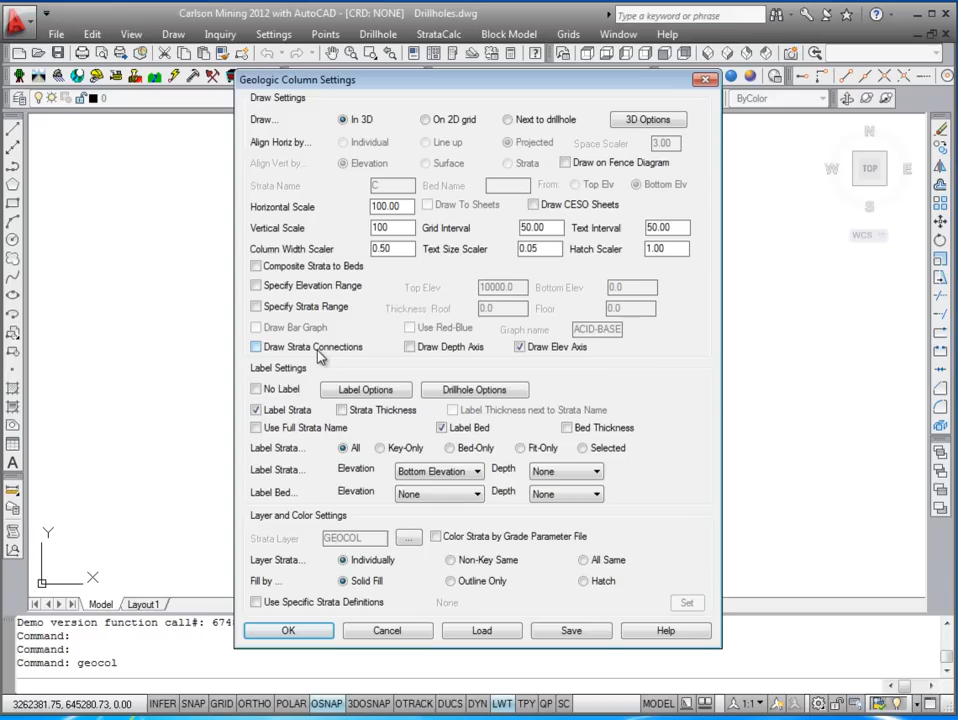 Carlson Mining 2012 with AutoCAD - [CRD: NONE] Drillholes.dwg
Type a keyword or phrase
File Edit View Draw Inquiry Settings Points Drillhole StrataCalc Block Model Grids Window Help
0
ByColor
Geologic Column Settings
Draw Settings
Draw... In 3D On 2D grid Next to drillhole 3D Options
Align Horiz by... Individual Line up Projected Space Scaler 3.00
Align Vert by... Elevation Surface Strata Draw on Fence Diagram
Strata Name C Bed Name From: Top Elv Bottom Elv
Horizontal Scale 100.00 Draw To Sheets Draw CESO Sheets
Vertical Scale 100 Grid Interval 50.00 Text Interval 50.00
Column Width Scaler 0.50 Text Size Scaler 0.05 Hatch Scaler 1.00
Composite Strata to Beds
Specify Elevation Range Top Elev 10000.0 Bottom Elev 0.0
Specify Strata Range Thickness Roof 0.0 Floor 0.0
Draw Bar Graph Use Red-Blue Graph name ACID-BASE
Draw Strata Connections Draw Depth Axis Draw Elev Axis
Label Settings
No Label Label Options Drillhole Options
Label Strata Strata Thickness Label Thickness next to Strata Name
Use Full Strata Name Label Bed Bed Thickness
Label Strata... All Key-Only Bed-Only Fit-Only Selected
Label Strata... Elevation Bottom Elevation Depth None
Label Bed... Elevation None Depth None
Layer and Color Settings
Strata Layer GEOCOL ... Color Strata by Grade Parameter File
Layer Strata... Individually Non-Key Same All Same
Fill by ... Solid Fill Outline Only Hatch
Use Specific Strata Definitions None Set
OK Cancel Load Save Help
N
W TOP E
S
WCS
Y
X
Model Layout1
Demo version function call#: 674
Command:
Command:
Command: geocol
3262381.75, 645280.73, 0.00 INFER SNAP GRID ORTHO POLAR OSNAP 3DOSNAP OTRACK DUCS DYN LWT TPY QP SC MODEL 1:1